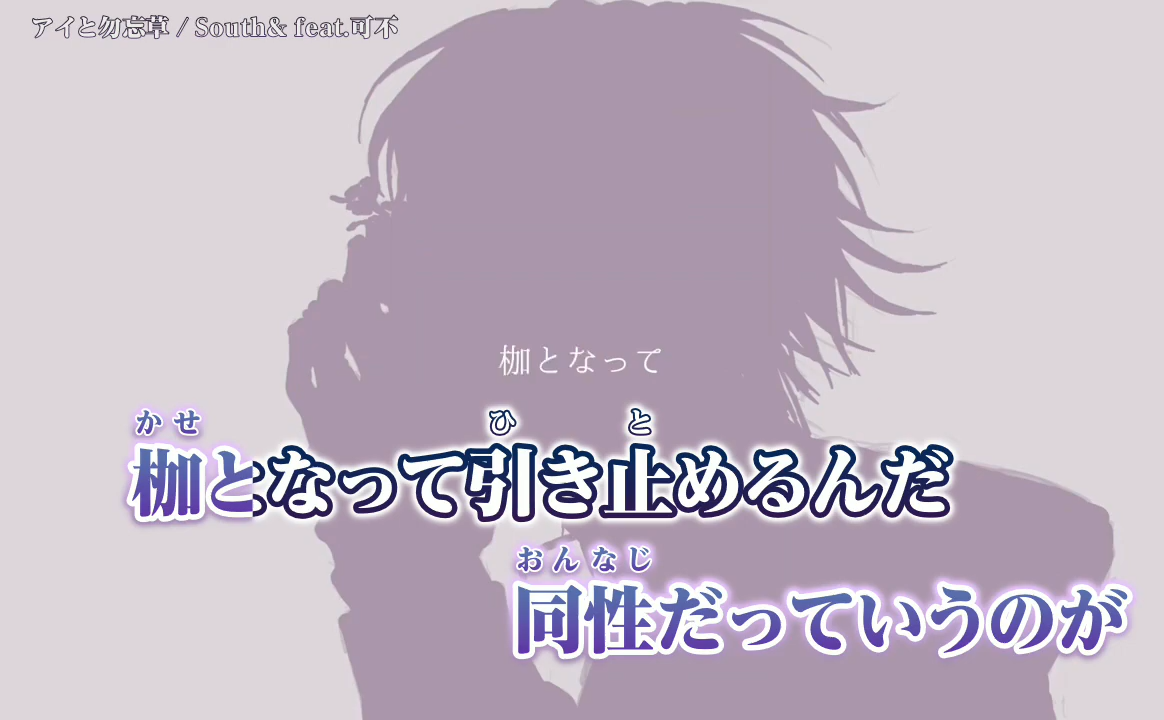 アイと勿忘草 / South& feat.可不
枷となって
かせ ひ と
枷となって引き止めるんだ
おんなじ
同性だっていうのが